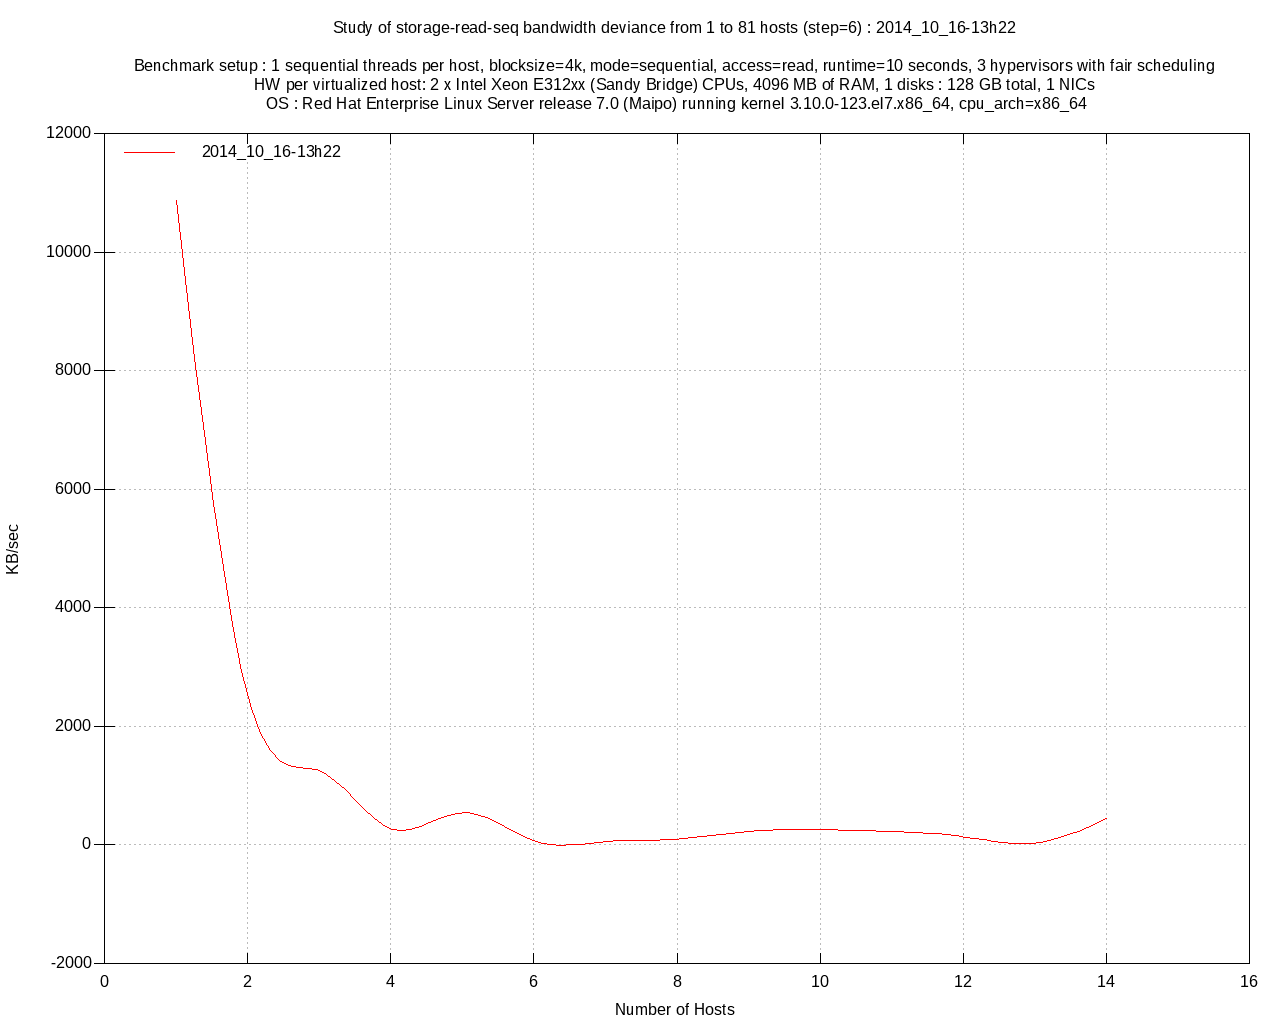 Study of storage-read-seq bandwidth deviance from 1 to 81 hosts (step=6) : 2014_10_16-13h22
Benchmark setup : 1 sequential threads per host, blocksize=4k, mode=sequential, access=read, runtime=10 seconds, 3 hypervisors with fair scheduling
HW per virtualized host: 2 x Intel Xeon E312xx (Sandy Bridge) CPUs, 4096 MB of RAM, 1 disks : 128 GB total, 1 NICs
OS : Red Hat Enterprise Linux Server release 7.0 (Maipo) running kernel 3.10.0-123.el7.x86_64, cpu_arch=x86_64
12000
2014_10_16-13h22
10000
8000
6000
KB/sec
4000
2000
0
-2000
0 2 4 6 8 10 12 14 16
Number of Hosts